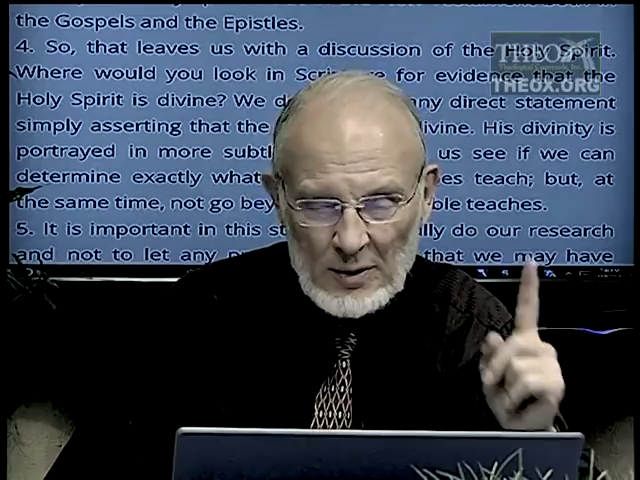 the Gospels and the Epistles.
4. So, that leaves us with a discussion of the Holy Spirit.
Where would you look in Scripture for evidence that the
Holy Spirit is divine? We d any direct statement
simply asserting that the divine. His divinity is
portrayed in more subtl us see if we can
determine exactly what es teach; but, at
the same time, not go bey ble teaches.
5. It is important in this st lly do our research
and not to let any that we may have
THEOX
THEOX.ORG